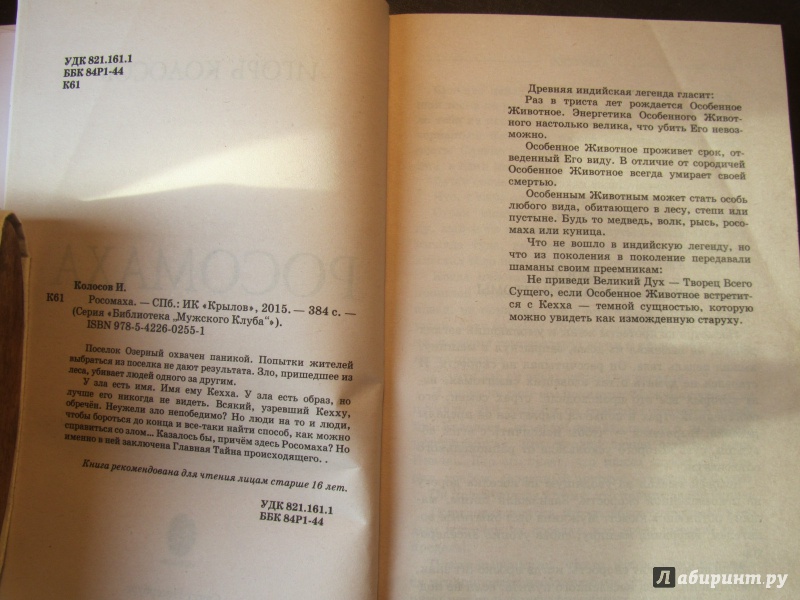 УДК 821.161.1
ББК 84Р1-44
К61
ИГОРЬ КОЛОСОВ
РОСОМАХА
Колосов И.
К61
Росомаха. — СПб.: ИК «Крылов», 2015. — 384 с. —
(Серия «Библиотека „Мужского Клуба“»).
ISBN 978-5-4226-0255-1
Поселок Озерный охвачен паникой. Попытки жителей
выбраться из поселка не дают результата. Зло, пришедшее из
леса, убивает людей одного за другим.
У зла есть имя. Имя ему Кехха. У зла есть образ, но
лучше его никогда не видеть. Всякий, узревший Кехху,
обречён. Неужели зло непобедимо? Но люди на то и люди,
чтобы бороться до конца и все-таки найти способ, как можно
справиться со злом... Казалось бы, причём здесь Росомаха? Но
именно в ней заключена Главная Тайна происходящего. .
Книга рекомендована для чтения лицам старше 16 лет.
УДК 821.161.1
ББК 84Р1-44
Древняя индийская легенда гласит:
Раз в триста лет рождается Особенное
Животное. Энергетика Особенного Живот-
ного настолько велика, что убить Его невоз-
можно.
Особенное Животное проживет срок, от-
веденный Его виду. В отличие от сородичей
Особенное Животное всегда умирает своей
смертью.
Особенным Животным может стать особь
любого вида, обитающего в лесу, степи или
пустыне. Будь то медведь, волк, рысь, росо-
маха или куница.
Что не вошло в индийскую легенду, но
что из поколения в поколение передавали
шаманы своим преемникам:
Не приведи Великий Дух — Творец Всего
Сущего, если Особенное Животное встретит-
ся с Кехха — темной сущностью, которую
можно увидеть как изможденную старуху.
Лабиринт.ру